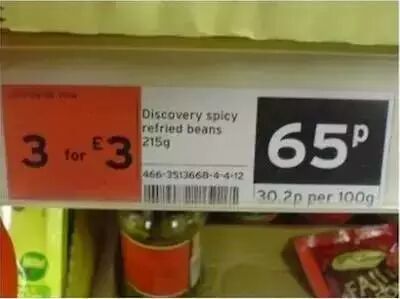 3 for £3
Discovery spicy
refried beans
215g
466-3513668-4-4-12
65p
30.2p per 100g